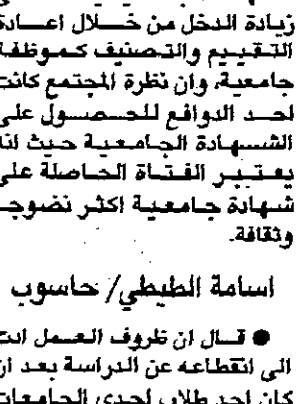 زيادة الدخل من خلال اعادة
التقييم والتصنيف كموظفة
جامعية، وان نظرة المجتمع كانت
احد الدوافع للحصول على
الشهادة الجامعية حيث انه
يعتبر الفتاة الحاصلة على
شهادة جامعية اكثر نضوجا
وثقافة.
اسامة الطيطي/ حاسوب
● قال ان ظروف العمل ادت
الى انقطاعه عن الدراسة بعد ان
كان احد طلاب احدى الجامعات